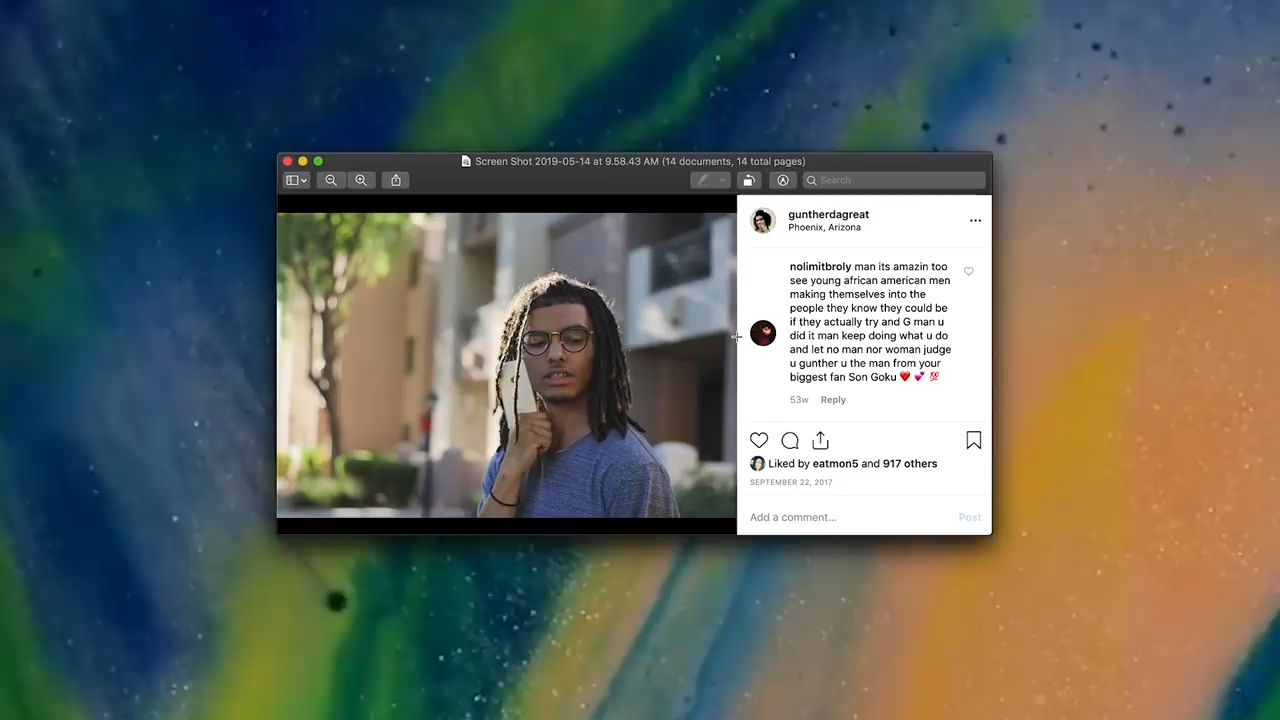 Screen Shot 2019-05-14 at 9.58.43 AM (14 documents, 14 total pages)
Search
guntherdagreat
Phoenix, Arizona
nolimitbroly man its amazin too
see young african american men
making themselves into the
people they know they could be
if they actually try and G man u
did it man keep doing what u do
and let no man nor woman judge
u gunther u the man from your
biggest fan Son Goku ❤️ 💕 💯
53w Reply
Liked by eatmon5 and 917 others
SEPTEMBER 22, 2017
Add a comment... Post